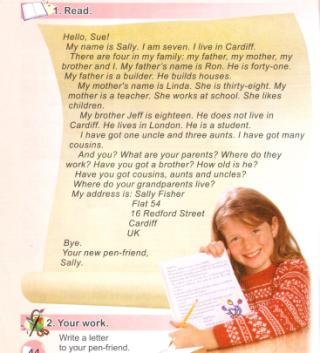 1. Read.
Hello, Sue!
My name is Sally. I am seven. I live in Cardiff.
There are four in my family: my father, my mother, my
brother and I. My father's name is Ron. He is forty-one.
My father is a builder. He builds houses.
My mother's name is Linda. She is thirty-eight. My
mother is a teacher. She works at school. She likes
children.
My brother Jeff is eighteen. He does not live in
Cardiff. He lives in London. He is a student.
I have got one uncle and three aunts. I have got many
cousins.
And you? What are your parents? Where do they
work? Have you got a brother? How old is he?
Have you got cousins, aunts and uncles?
Where do your grandparents live?
My address is: Sally Fisher
Flat 54
16 Redford Street
Cardiff
UK
Bye.
Your new pen-friend,
Sally.
2. Your work.
Write a letter
to your pen-friend.
44